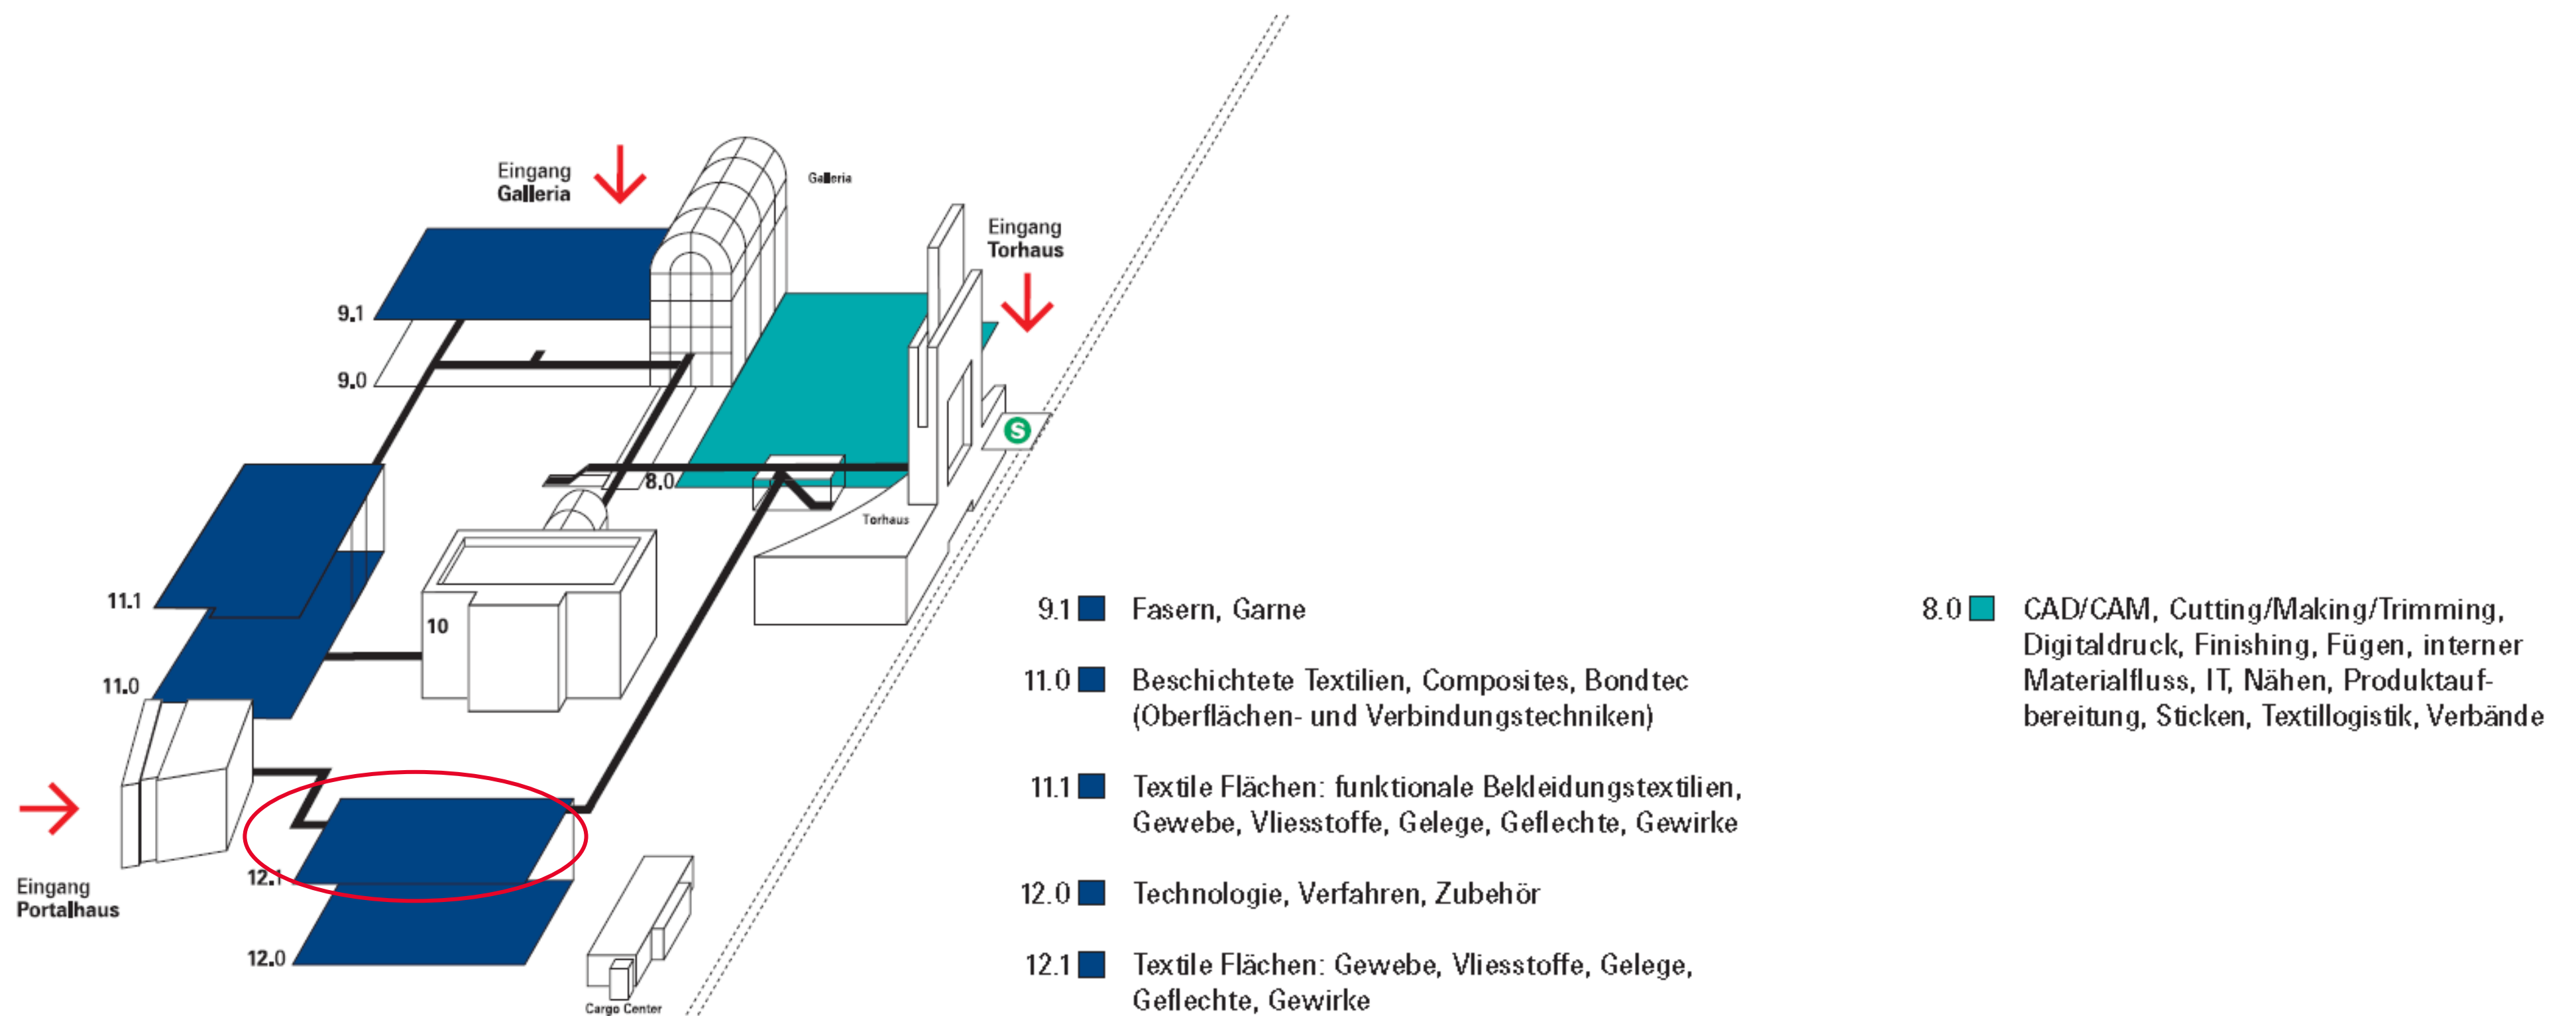 Eingang
Galleria
Galleria
Eingang
Torhaus
9.1
9.0
S
8.0
Torhaus
11.1
10
11.0
Eingang
Portalhaus
12.1
12.0
Cargo Center
9.1 Fasern, Garne
11.0 Beschichtete Textilien, Composites, Bondtec
(Oberflächen- und Verbindungstechniken)
11.1 Textile Flächen: funktionale Bekleidungstextilien,
Gewebe, Vliesstoffe, Gelege, Geflechte, Gewirke
12.0 Technologie, Verfahren, Zubehör
12.1 Textile Flächen: Gewebe, Vliesstoffe, Gelege,
Geflechte, Gewirke
8.0 CAD/CAM, Cutting/Making/Trimming,
Digitaldruck, Finishing, Fügen, interner
Materialfluss, IT, Nähen, Produktauf-
bereitung, Sticken, Textillogistik, Verbände